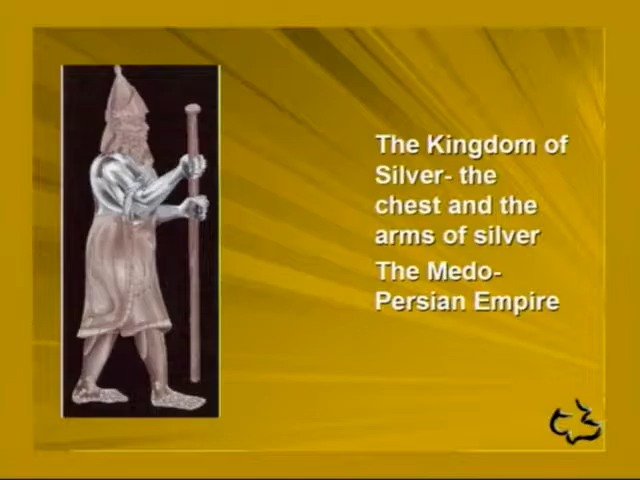 The Kingdom of
Silver- the
chest and the
arms of silver
The Medo-
Persian Empire